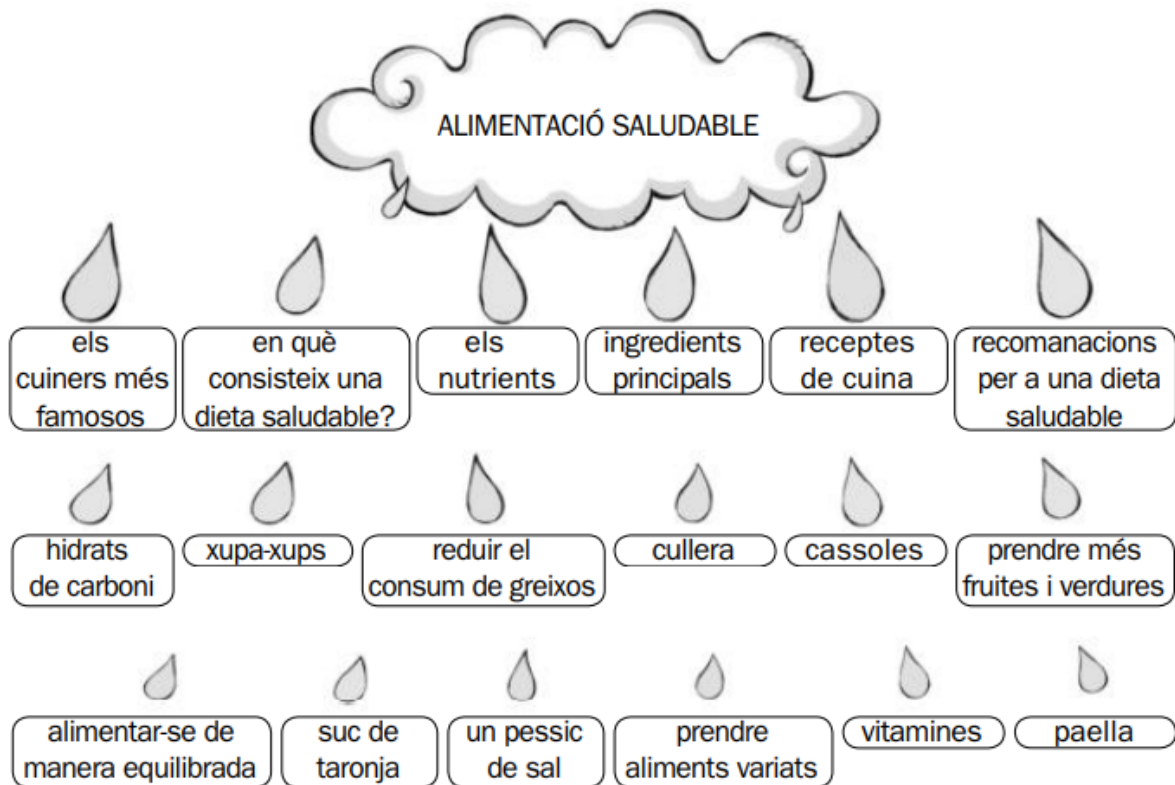 ALIMENTACIÓ SALUDABLE
els
cuiners més
famosos
en què
consisteix una
dieta saludable?
els
nutrients
ingredients
principals
receptes
de cuina
recomanacions
per a una dieta
saludable
hidrats
de carboni
xupa-xups
reduir el
consum de greixos
cullera
cassoles
prendre més
fruites i verdures
alimentar-se de
manera equilibrada
suc de
taronja
un pessic
de sal
prendre
aliments variats
vitamines
paella